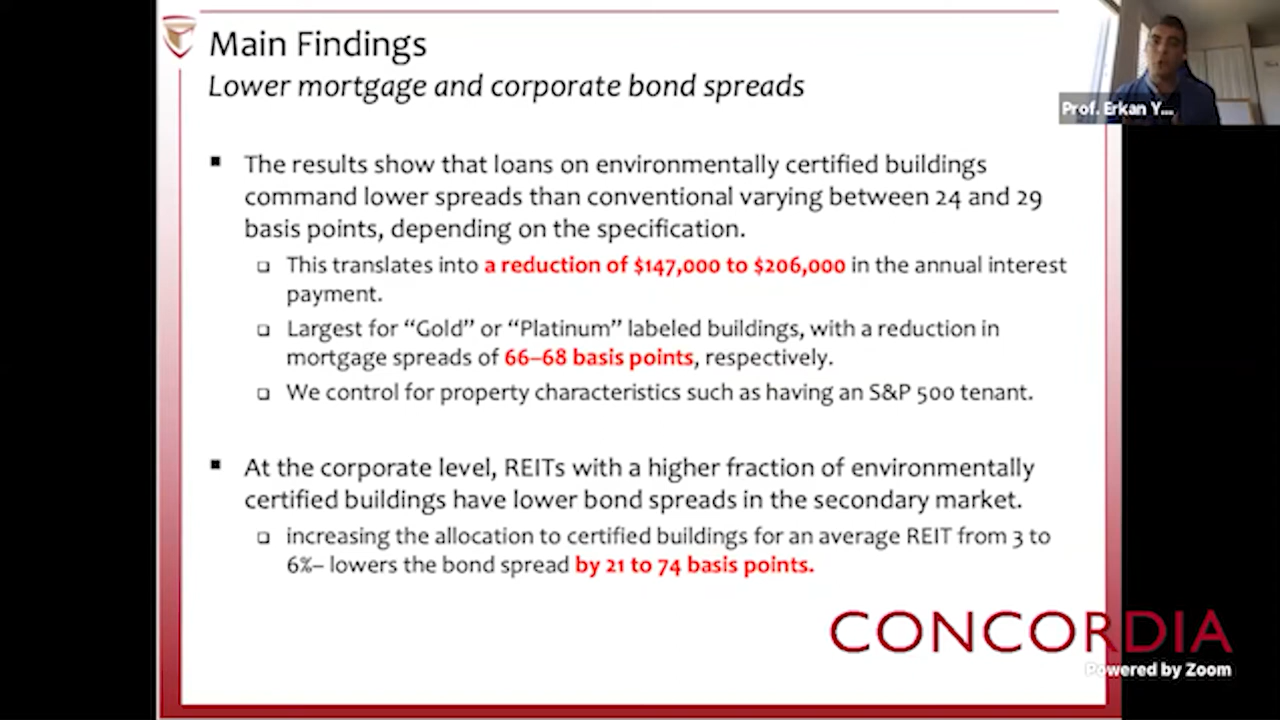 Main Findings
Lower mortgage and corporate bond spreads
Prof. Erkan Y...
▪ The results show that loans on environmentally certified buildings
command lower spreads than conventional varying between 24 and 29
basis points, depending on the specification.
❑ This translates into a reduction of $147,000 to $206,000 in the annual interest
payment.
❑ Largest for “Gold” or “Platinum” labeled buildings, with a reduction in
mortgage spreads of 66–68 basis points, respectively.
❑ We control for property characteristics such as having an S&P 500 tenant.
▪ At the corporate level, REITs with a higher fraction of environmentally
certified buildings have lower bond spreads in the secondary market.
❑ increasing the allocation to certified buildings for an average REIT from 3 to
6%– lowers the bond spread by 21 to 74 basis points.
CONCORDIA
Powered by Zoom